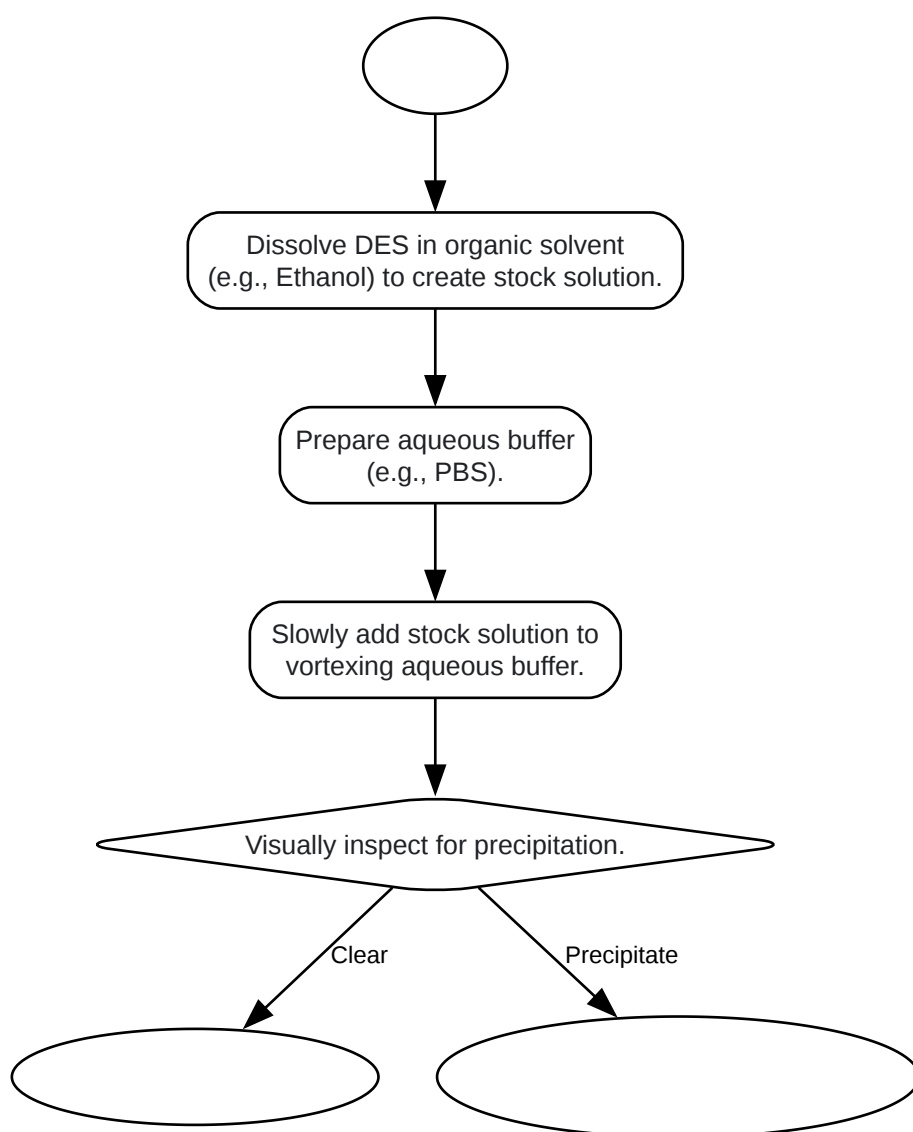 Dissolve DES in organic solvent
(e.g., Ethanol) to create stock solution.
Prepare aqueous buffer
(e.g., PBS).
Slowly add stock solution to
vortexing aqueous buffer.
Visually inspect for precipitation.
Clear
Precipitate